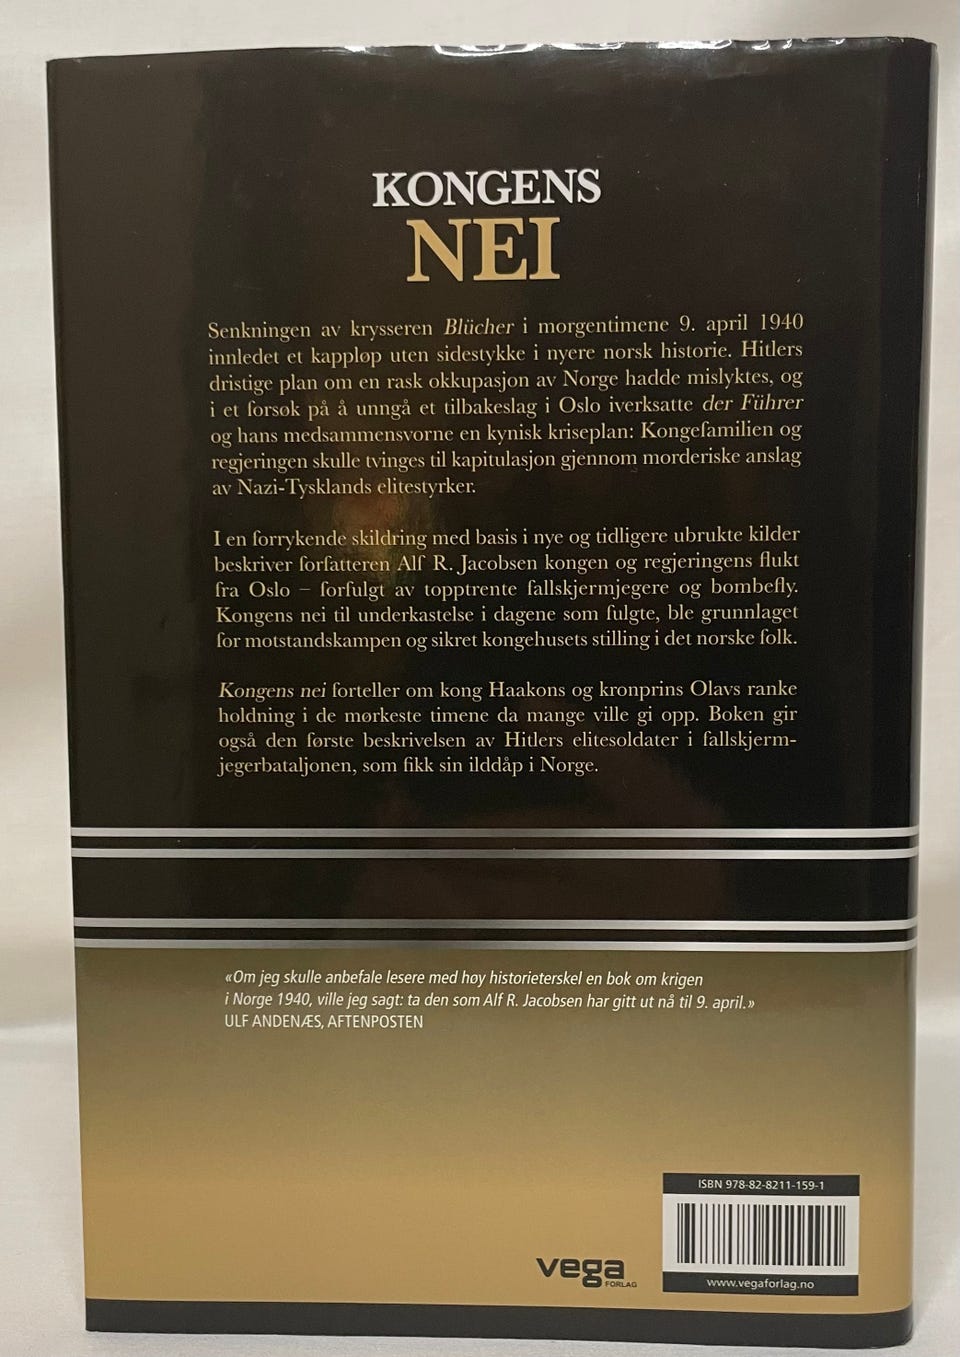 KONGENS
NEI
Senkningen av krysseren Blücher i morgentimene 9. april 1940
innledet et kappløp uten sidestykke i nyere norsk historie. Hitlers
dristige plan om en rask okkupasjon av Norge hadde mislyktes, og
i et forsøk på å unngå et tilbakeslag i Oslo iverksatte der Führer
og hans medsammensvorne en kynisk kriseplan: Kongefamilien og
regjeringen skulle tvinges til kapitulasjon gjennom morderiske anslag
av Nazi-Tysklands elitestyrker.
I en forrykende skildring med basis i nye og tidligere ubrukte kilder
beskriver forfatteren Alf R. Jacobsen kongen og regjeringens flukt
fra Oslo – forfulgt av topptrente fallskjermjegere og bombefly.
Kongens nei til underkastelse i dagene som fulgte, ble grunnlaget
for motstandskampen og sikret kongehusets stilling i det norske folk.
Kongens nei forteller om kong Haakons og kronprins Olavs ranke
holdning i de mørkeste timene da mange ville gi opp. Boken gir
også den første beskrivelsen av Hitlers elitesoldater i fallskjerm-
jegerbataljonen, som fikk sin ilddåp i Norge.
«Om jeg skulle anbefale lesere med høy historieterskel en bok om krigen
i Norge 1940, ville jeg sagt: ta den som Alf R. Jacobsen har gitt ut nå til 9. april.»
ULF ANDENÆS, AFTENPOSTEN
ISBN 978-82-8211-159-1
vega
FORLAG
www.vegaforlag.no